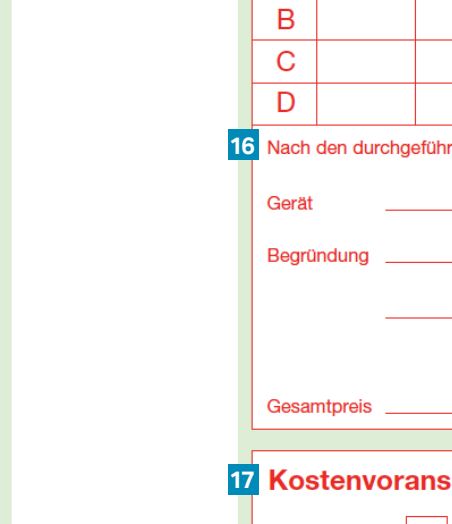 B
C
D
16 Nach den durchgeführ
Gerät
Begründung
Gesamtpreis
17 Kostenvorans